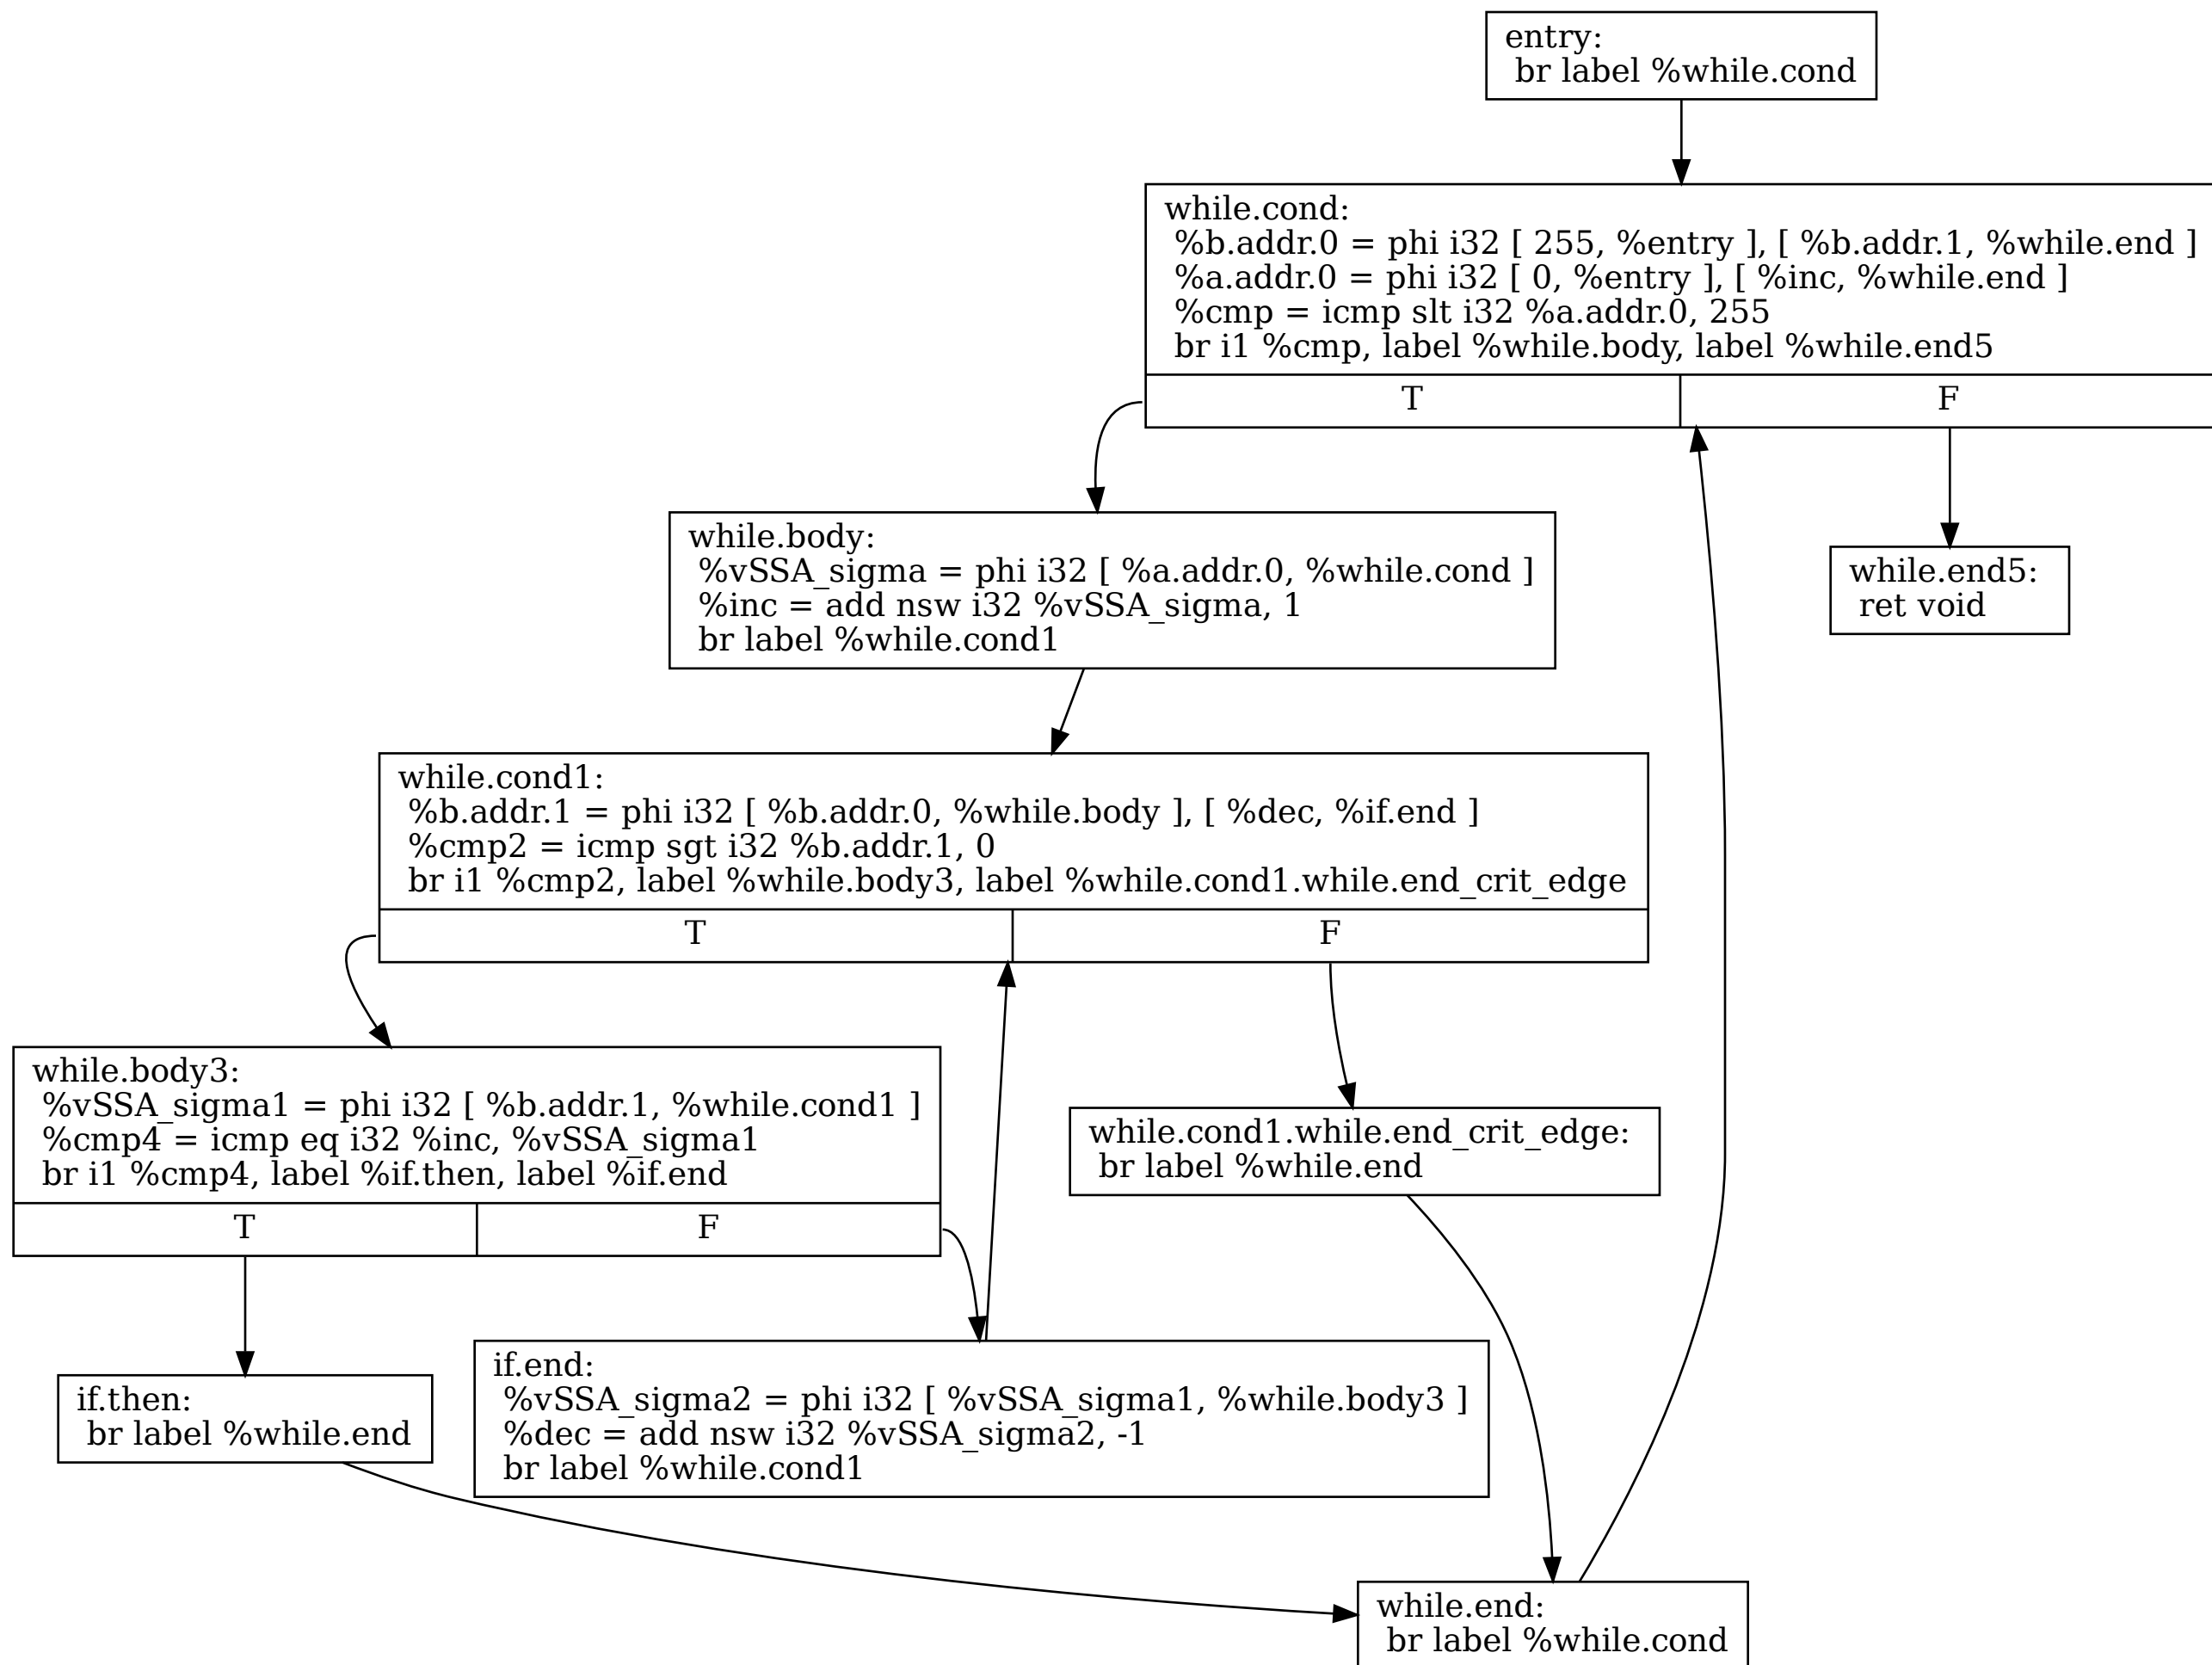 entry:
br label %while.cond
while.cond:
%b.addr.0 = phi i32 [ 255, %entry ], [ %b.addr.1, %while.end ]
%a.addr.0 = phi i32 [ 0, %entry ], [ %inc, %while.end ]
%cmp = icmp slt i32 %a.addr.0, 255
br i1 %cmp, label %while.body, label %while.end5
T
F
while.body:
%vSSA_sigma = phi i32 [ %a.addr.0, %while.cond ]
%inc = add nsw i32 %vSSA_sigma, 1
br label %while.cond1
while.end5:
ret void
while.cond1:
%b.addr.1 = phi i32 [ %b.addr.0, %while.body ], [ %dec, %if.end ]
%cmp2 = icmp sgt i32 %b.addr.1, 0
br i1 %cmp2, label %while.body3, label %while.cond1.while.end_crit_edge
T
F
while.body3:
%vSSA_sigma1 = phi i32 [ %b.addr.1, %while.cond1 ]
%cmp4 = icmp eq i32 %inc, %vSSA_sigma1
br i1 %cmp4, label %if.then, label %if.end
T
F
while.cond1.while.end_crit_edge:
br label %while.end
if.then:
br label %while.end
if.end:
%vSSA_sigma2 = phi i32 [ %vSSA_sigma1, %while.body3 ]
%dec = add nsw i32 %vSSA_sigma2, -1
br label %while.cond1
while.end:
br label %while.cond